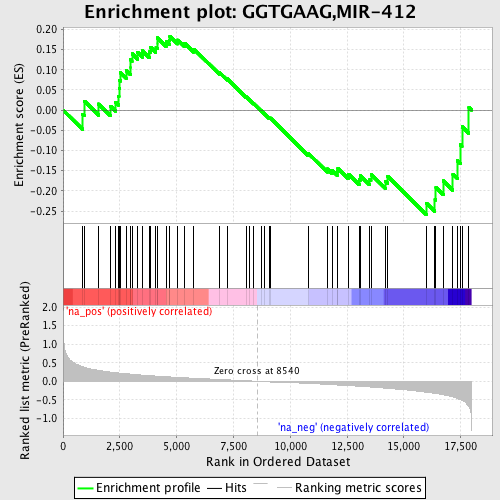 Enrichment plot: GGTGAAG,MIR-412
Enrichment score (ES)
0.20
0.15
0.10
0.05
0.00
-0.05
-0.10
-0.15
-0.20
-0.25
'na_pos' (positively correlated)
Ranked list metric (PreRanked)
2.0
1.5
1.0
0.5
0.0
-0.5
-1.0
Zero cross at 8540
'na_neg' (negatively correlated)
0
2,500
5,000
7,500
10,000
12,500
15,000
17,500
Rank in Ordered Dataset
Enrichment profile
Hits
Ranking metric scores